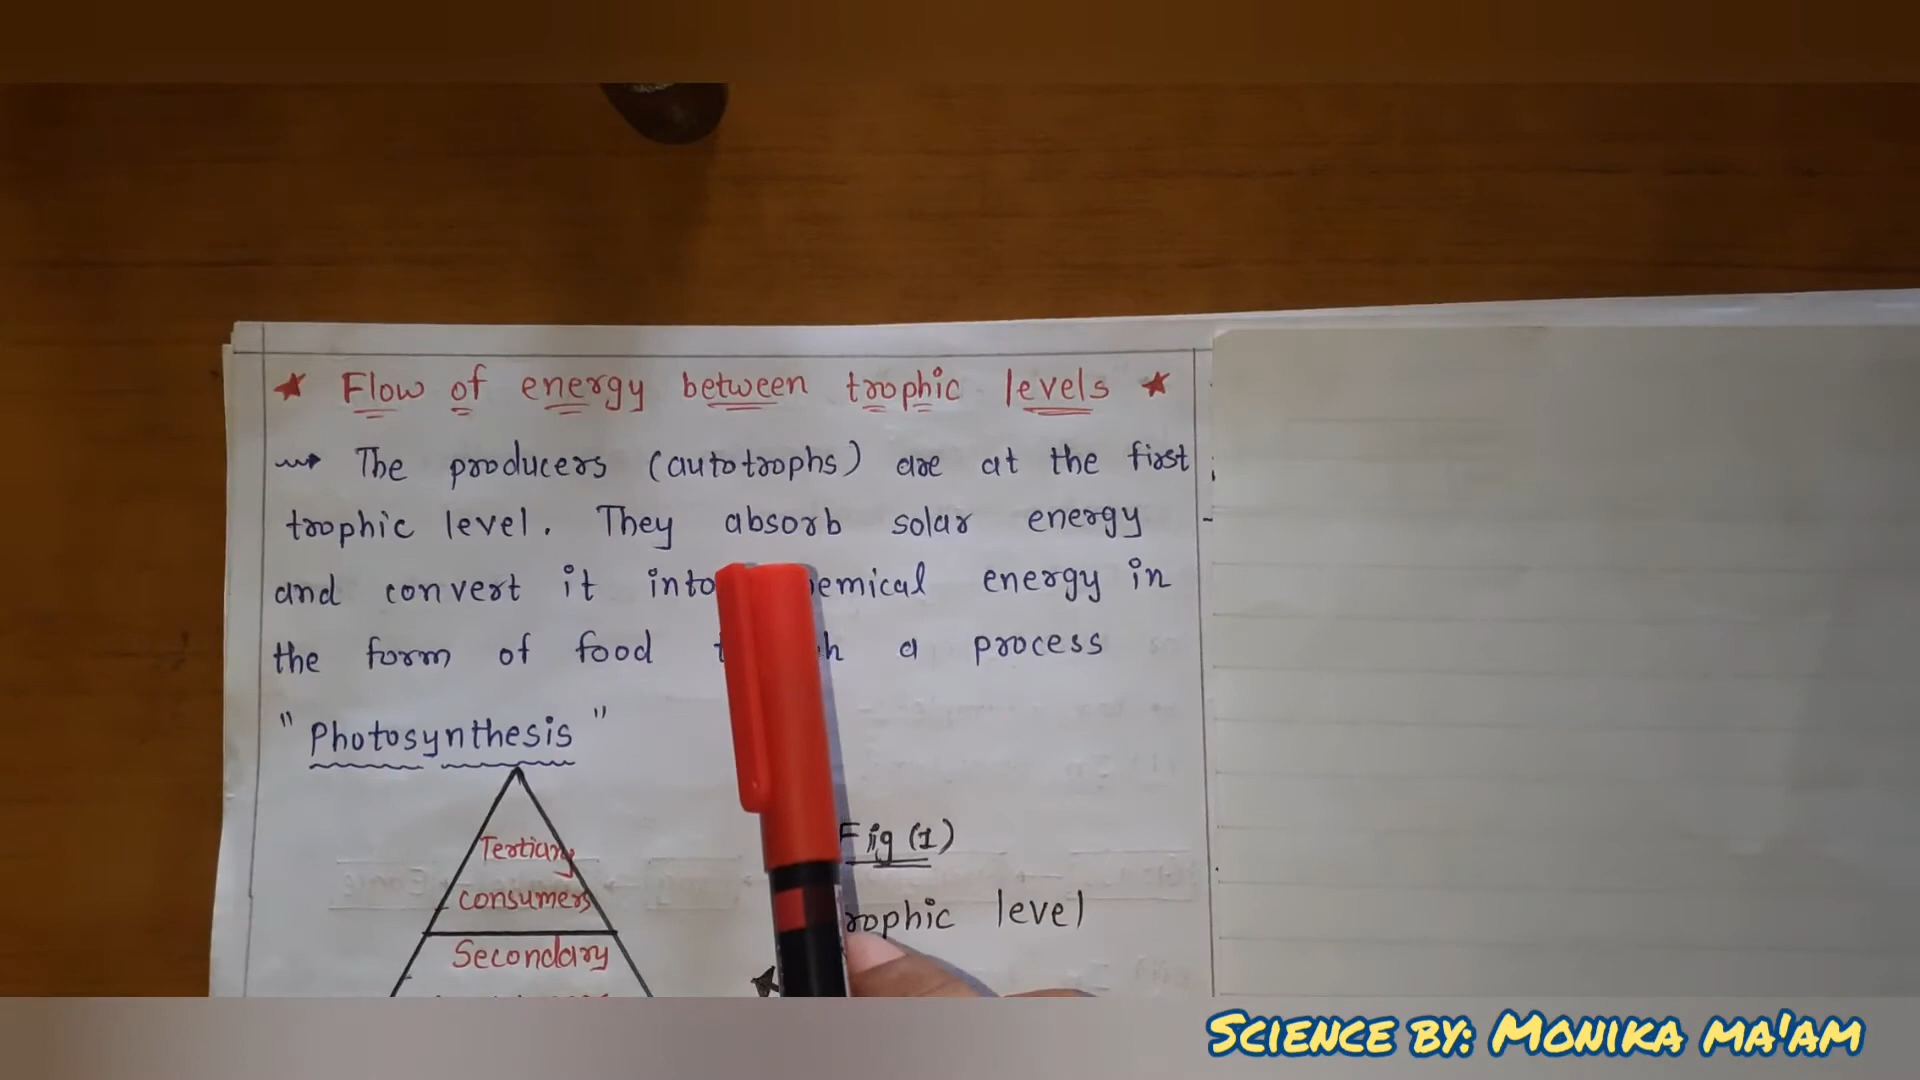 ★ Flow of energy between trophic levels ★
The producers (autotrophs) are at the first
trophic level. They absorb solar energy
and convert it into emical energy in
the form of food h a process
"Photosynthesis"
Tertiary
consumers
Secondary
Fig (1)
rophic level
Science by: Monika ma'am